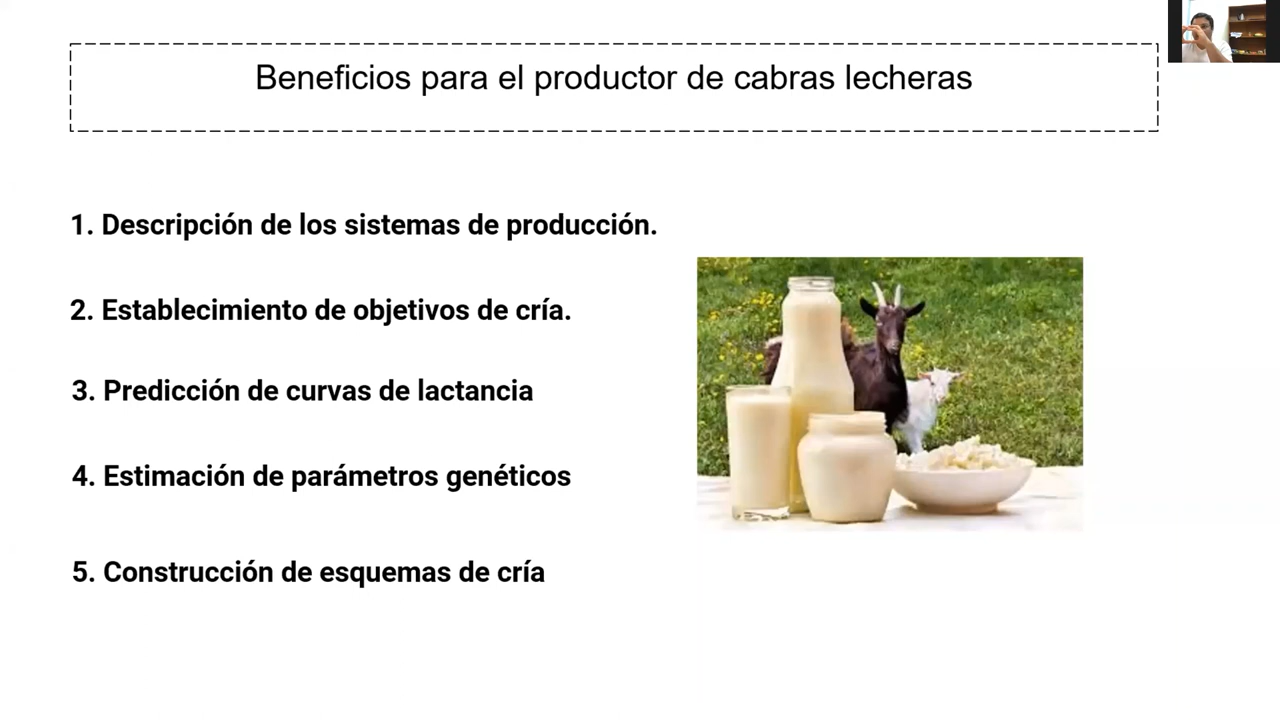 Beneficios para el productor de cabras lecheras
1. Descripción de los sistemas de producción.
2. Establecimiento de objetivos de cría.
3. Predicción de curvas de lactancia
4. Estimación de parámetros genéticos
5. Construcción de esquemas de cría